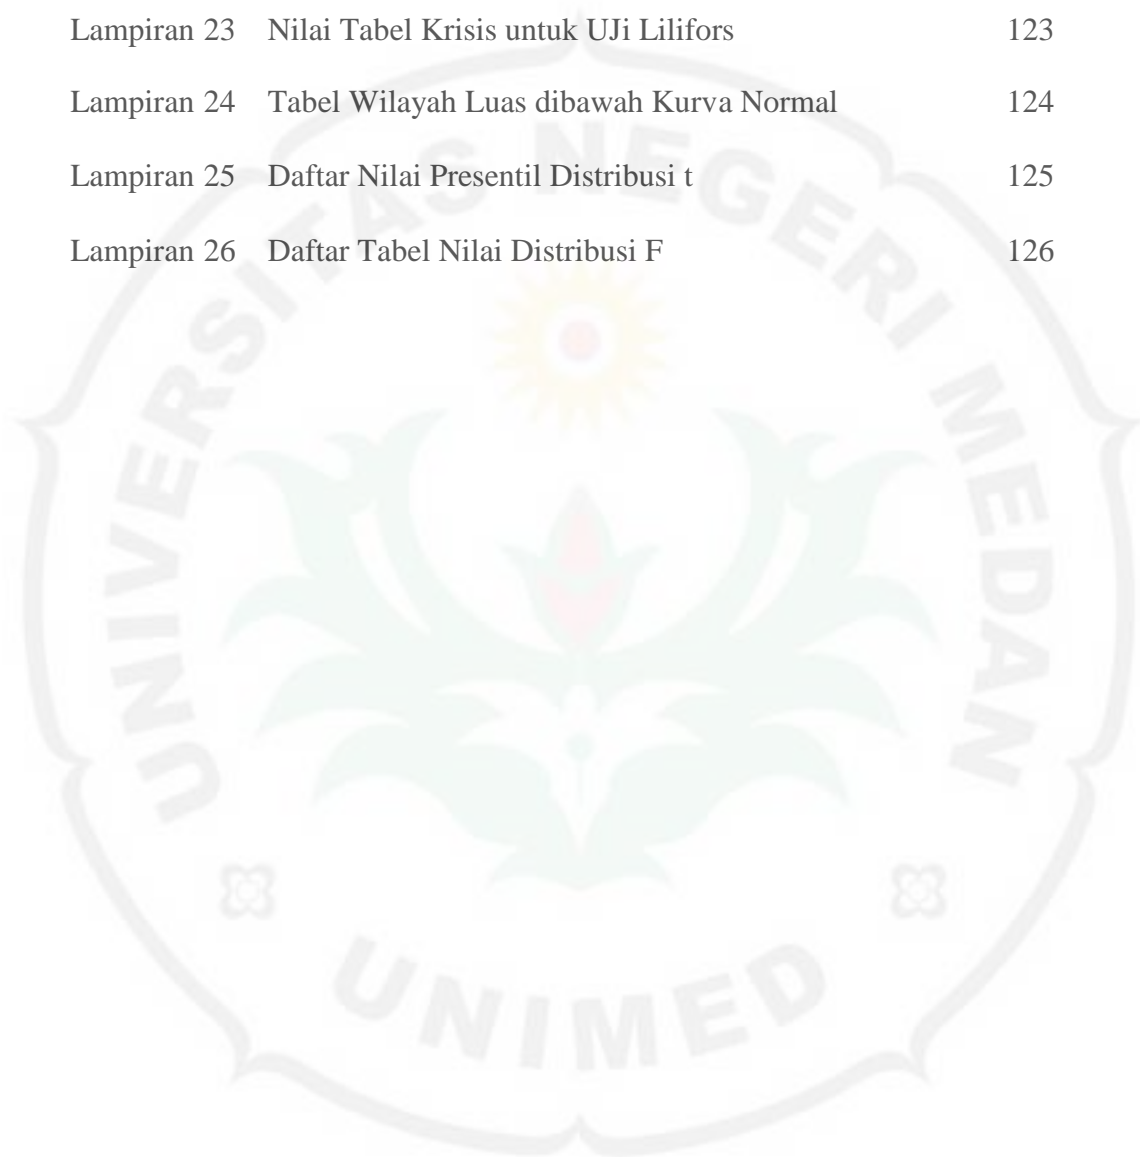 Lampiran 23 Nilai Tabel Krisis untuk UJi Lilifors 123
Lampiran 24 Tabel Wilayah Luas dibawah Kurva Normal 124
Lampiran 25 Daftar Nilai Presentil Distribusi t 125
Lampiran 26 Daftar Tabel Nilai Distribusi F 126
UNIVERSITAS NEGERI MEDAN
UNIMED